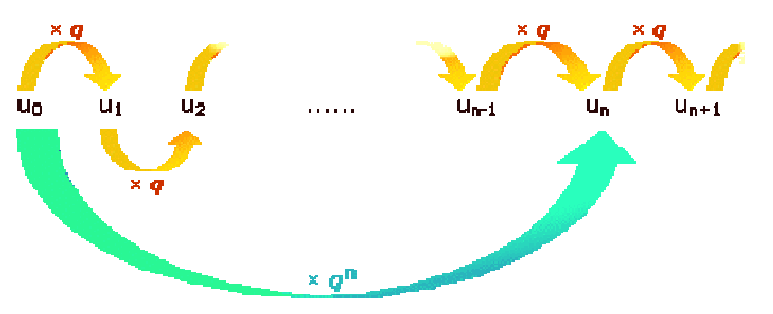 × q × q × q
u₀ u₁ u₂ ...... uₙ₋₁ uₙ uₙ₊₁
× q
× qⁿ